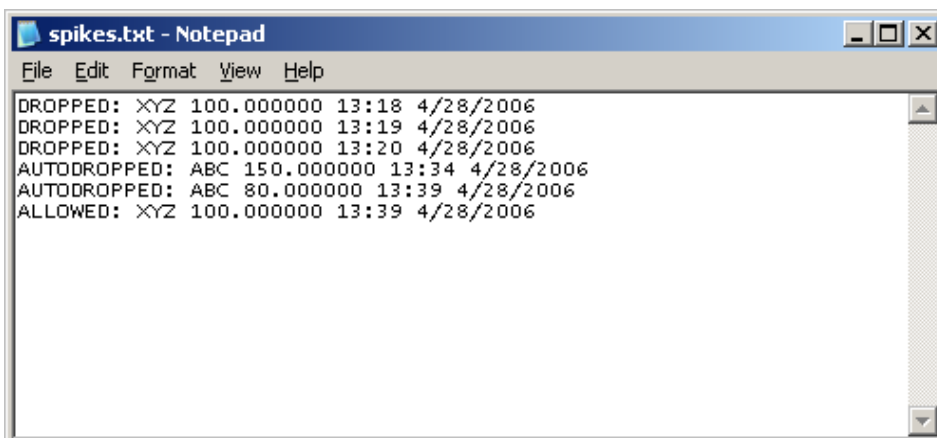 spikes.txt - Notepad
File Edit Format View Help
DROPPED: XYZ 100.000000 13:18 4/28/2006
DROPPED: XYZ 100.000000 13:19 4/28/2006
DROPPED: XYZ 100.000000 13:20 4/28/2006
AUTODROPPED: ABC 150.000000 13:34 4/28/2006
AUTODROPPED: ABC 80.000000 13:39 4/28/2006
ALLOWED: XYZ 100.000000 13:39 4/28/2006